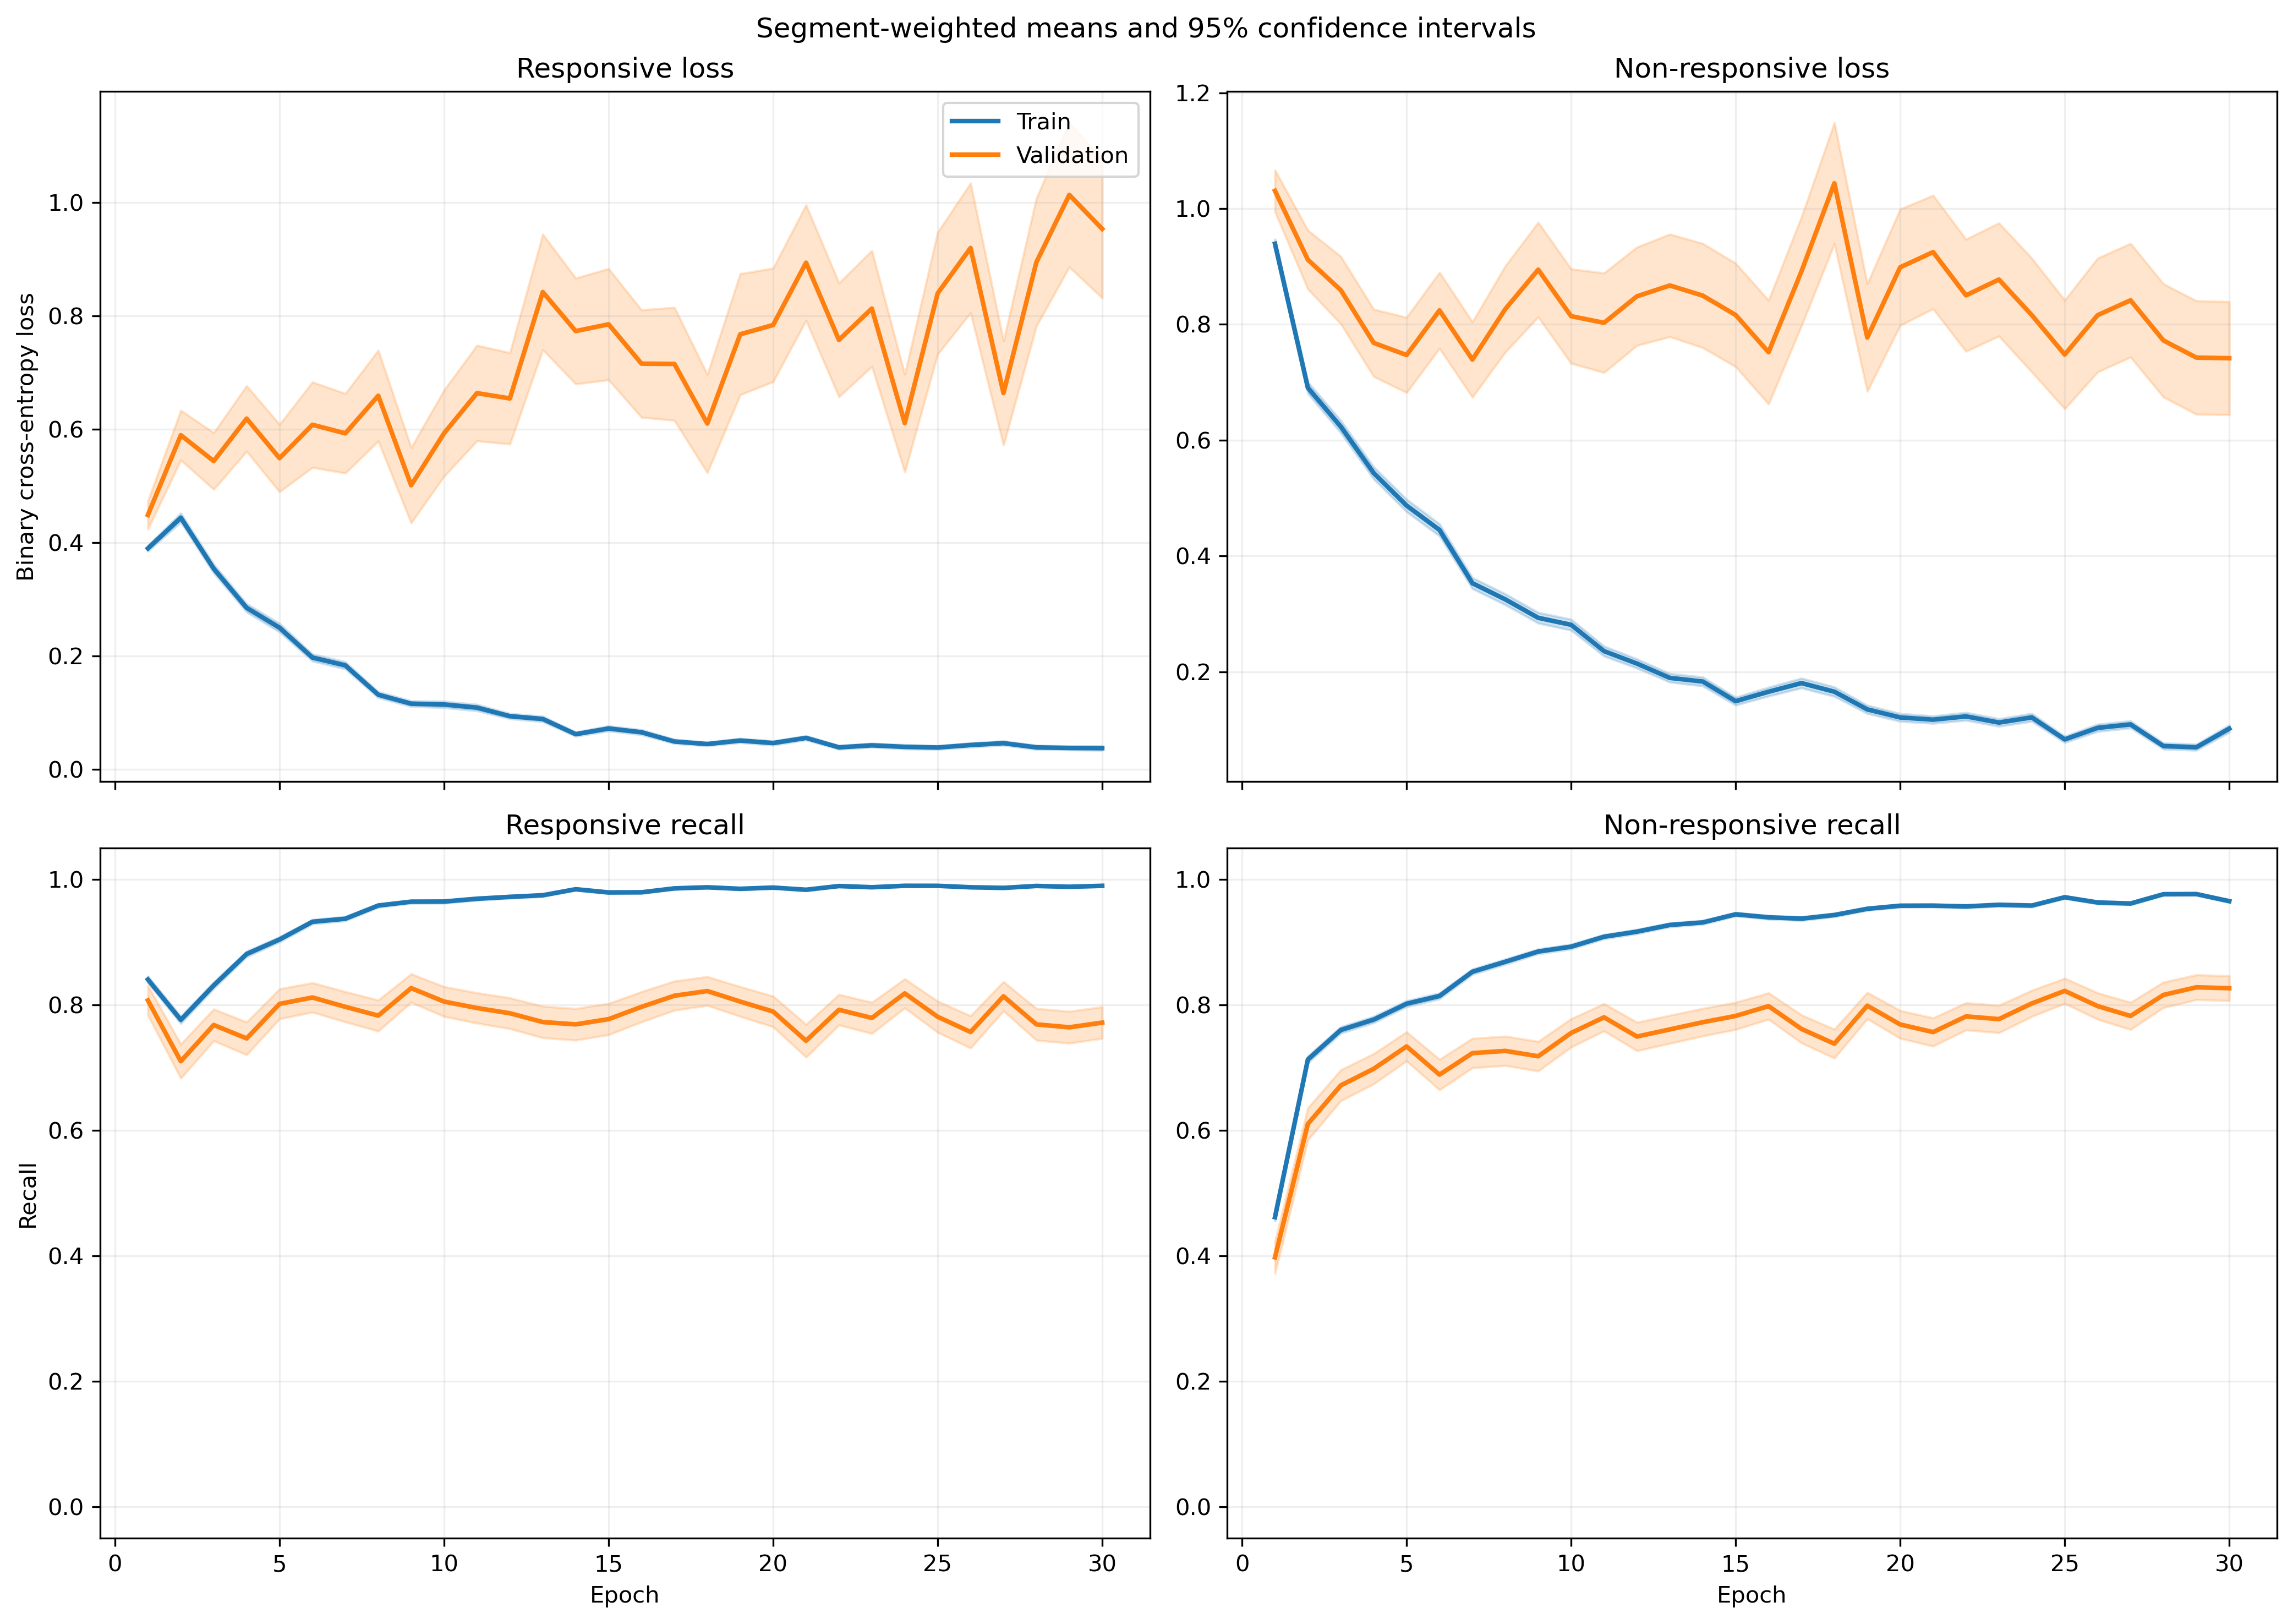 Segment-weighted means and 95% confidence intervals
Responsive loss
Train
Validation
Binary cross-entropy loss
1.0
0.8
0.6
0.4
0.2
0.0
Non-responsive loss
1.2
1.0
0.8
0.6
0.4
0.2
Responsive recall
Recall
1.0
0.8
0.6
0.4
0.2
0.0
0 5 10 15 20 25 30
Epoch
Non-responsive recall
1.0
0.8
0.6
0.4
0.2
0.0
0 5 10 15 20 25 30
Epoch